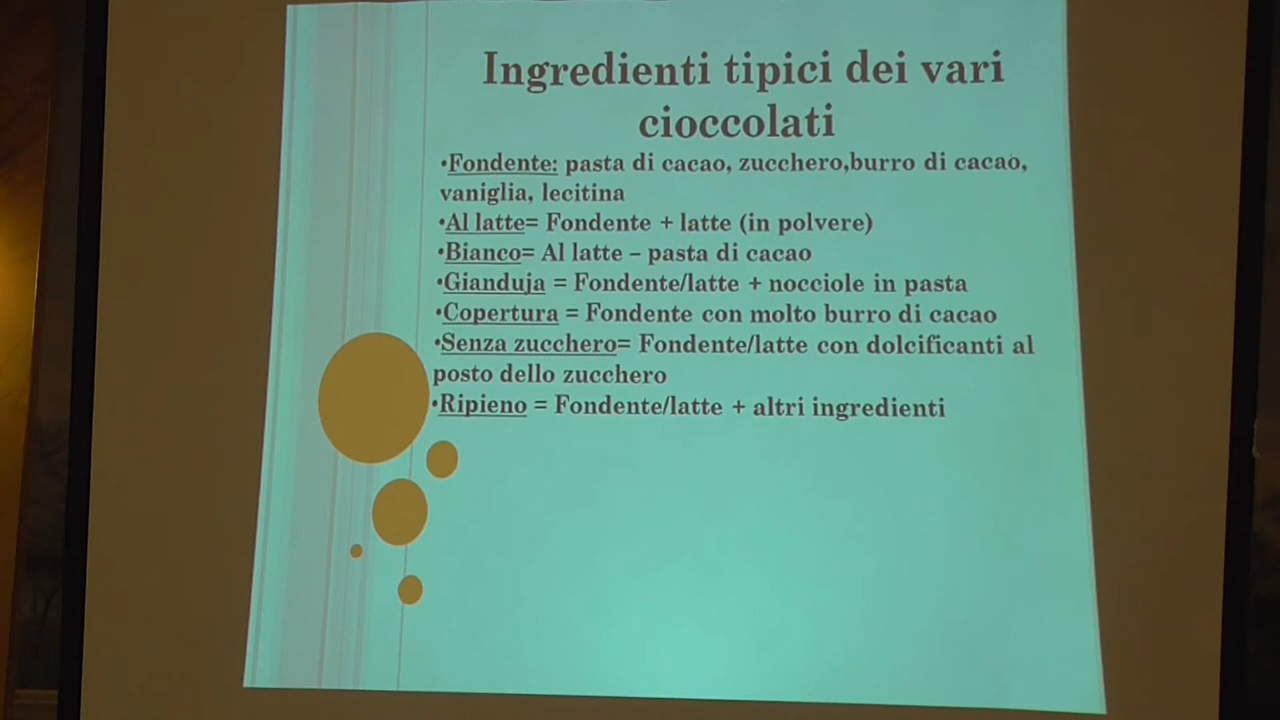 Ingredienti tipici dei vari
cioccolati
•Fondente: pasta di cacao, zucchero,burro di cacao,
vaniglia, lecitina
•Al latte= Fondente + latte (in polvere)
•Bianco= Al latte – pasta di cacao
•Gianduja = Fondente/latte + nocciole in pasta
•Copertura = Fondente con molto burro di cacao
•Senza zucchero= Fondente/latte con dolcificanti al
posto dello zucchero
•Ripieno = Fondente/latte + altri ingredienti